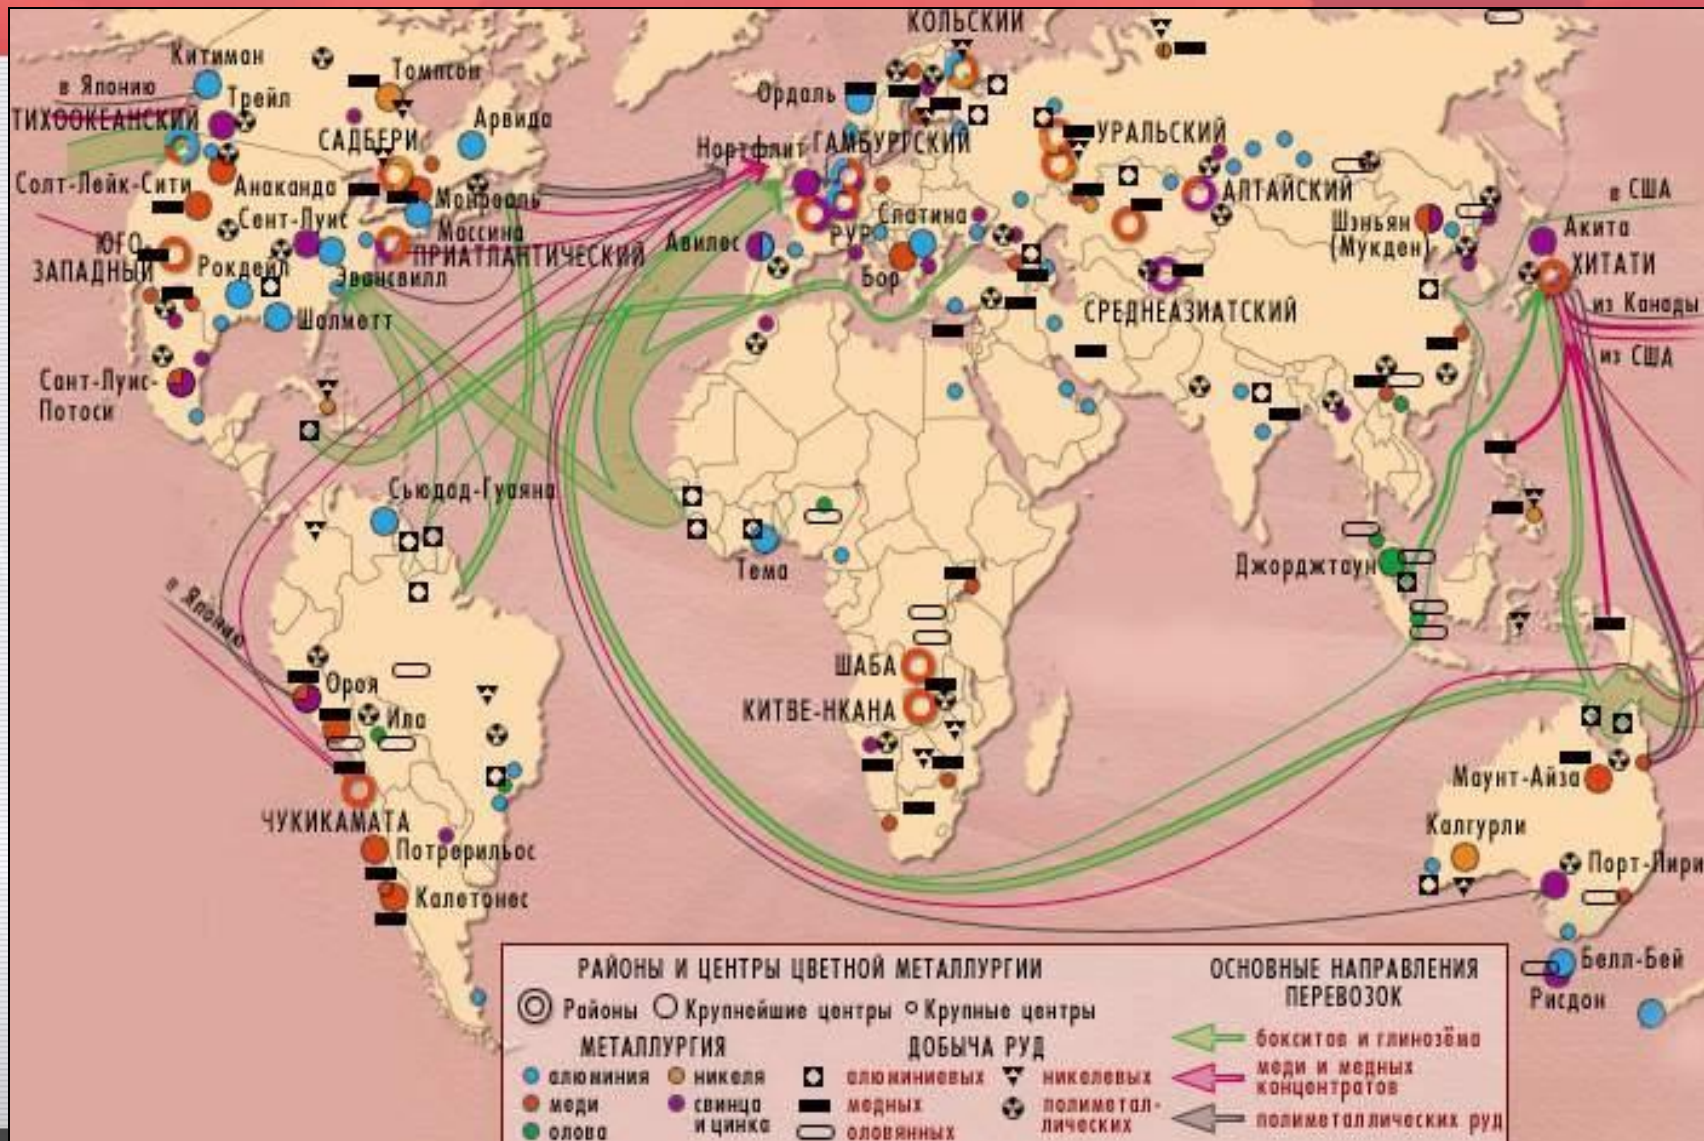 КОЛЬСКИЙ
Китимат
Томпсон
в Японию
Трейл
Ордаль
ТИХООКЕАНСКИЙ
Арвида
САДБЕРИ
Нортфлит
ГАМБУРГСКИЙ
УРАЛЬСКИЙ
Солт-Лейк-Сити
Анаконда
Монреаль
АЛТАЙСКИЙ
в США
Сент-Луис
Массина
Слатина
Шэньян
(Мукден)
Акита
ЮГО-
ЗАПАДНЫЙ
ПРИАТЛАНТИЧЕСКИЙ
Авилес
РУР
Рокдейл
Эвансвилл
Бор
ХИТАТИ
Шалметт
СРЕДНЕАЗИАТСКИЙ
из Канады
из США
Сант-Луис-
Потоси
Сьюдад-Гуаяна
Тема
Джорджтаун
в Японию
ШАБА
Ороя
КИТВЕ-НКАНА
Ила
Маунт-Айза
ЧУКИКАМАТА
Калгурли
Потрерильос
Порт-Пири
Калетонес
Белл-Бей
Рисдон
РАЙОНЫ И ЦЕНТРЫ ЦВЕТНОЙ МЕТАЛЛУРГИИ
Районы Крупнейшие центры Крупные центры
МЕТАЛЛУРГИЯ
алюминия
никеля
меди
свинца
и цинка
олова
ДОБЫЧА РУД
алюминиевых
никелевых
медных
полиметал-
лических
оловянных
ОСНОВНЫЕ НАПРАВЛЕНИЯ
ПЕРЕВОЗОК
бокситов и глинозёма
меди и медных
концентратов
полиметаллических руд